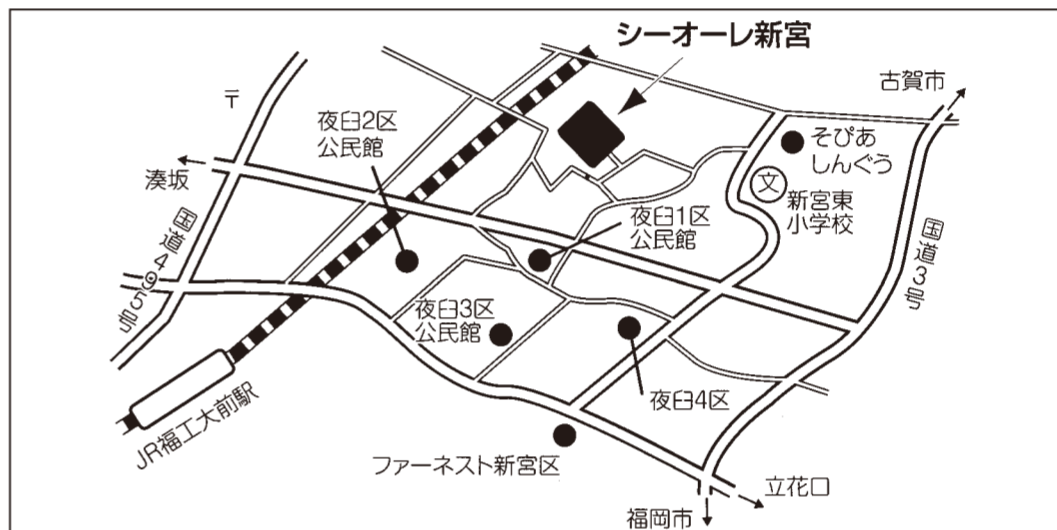 シーオーレ新宮
古賀市
〒
夜臼2区
公民館
そぴあ
しんぐう
湊坂
文
新宮東
小学校
夜臼1区
公民館
国道495号
国道3号
夜臼3区
公民館
夜臼4区
JR福工大前駅
ファーネスト新宮区
立花口
福岡市